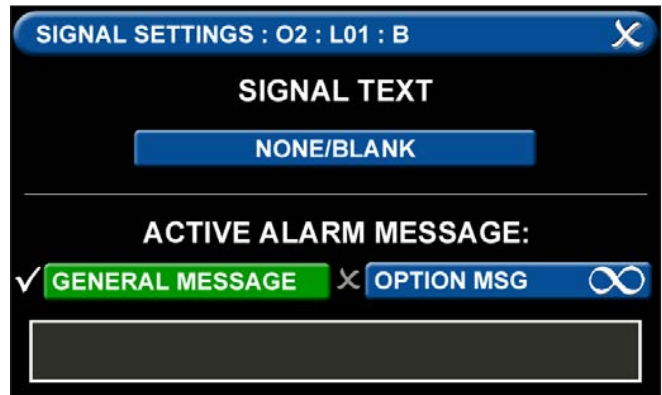 SIGNAL SETTINGS : O2 : L01 : B
SIGNAL TEXT
NONE/BLANK
ACTIVE ALARM MESSAGE:
GENERAL MESSAGE OPTION MSG